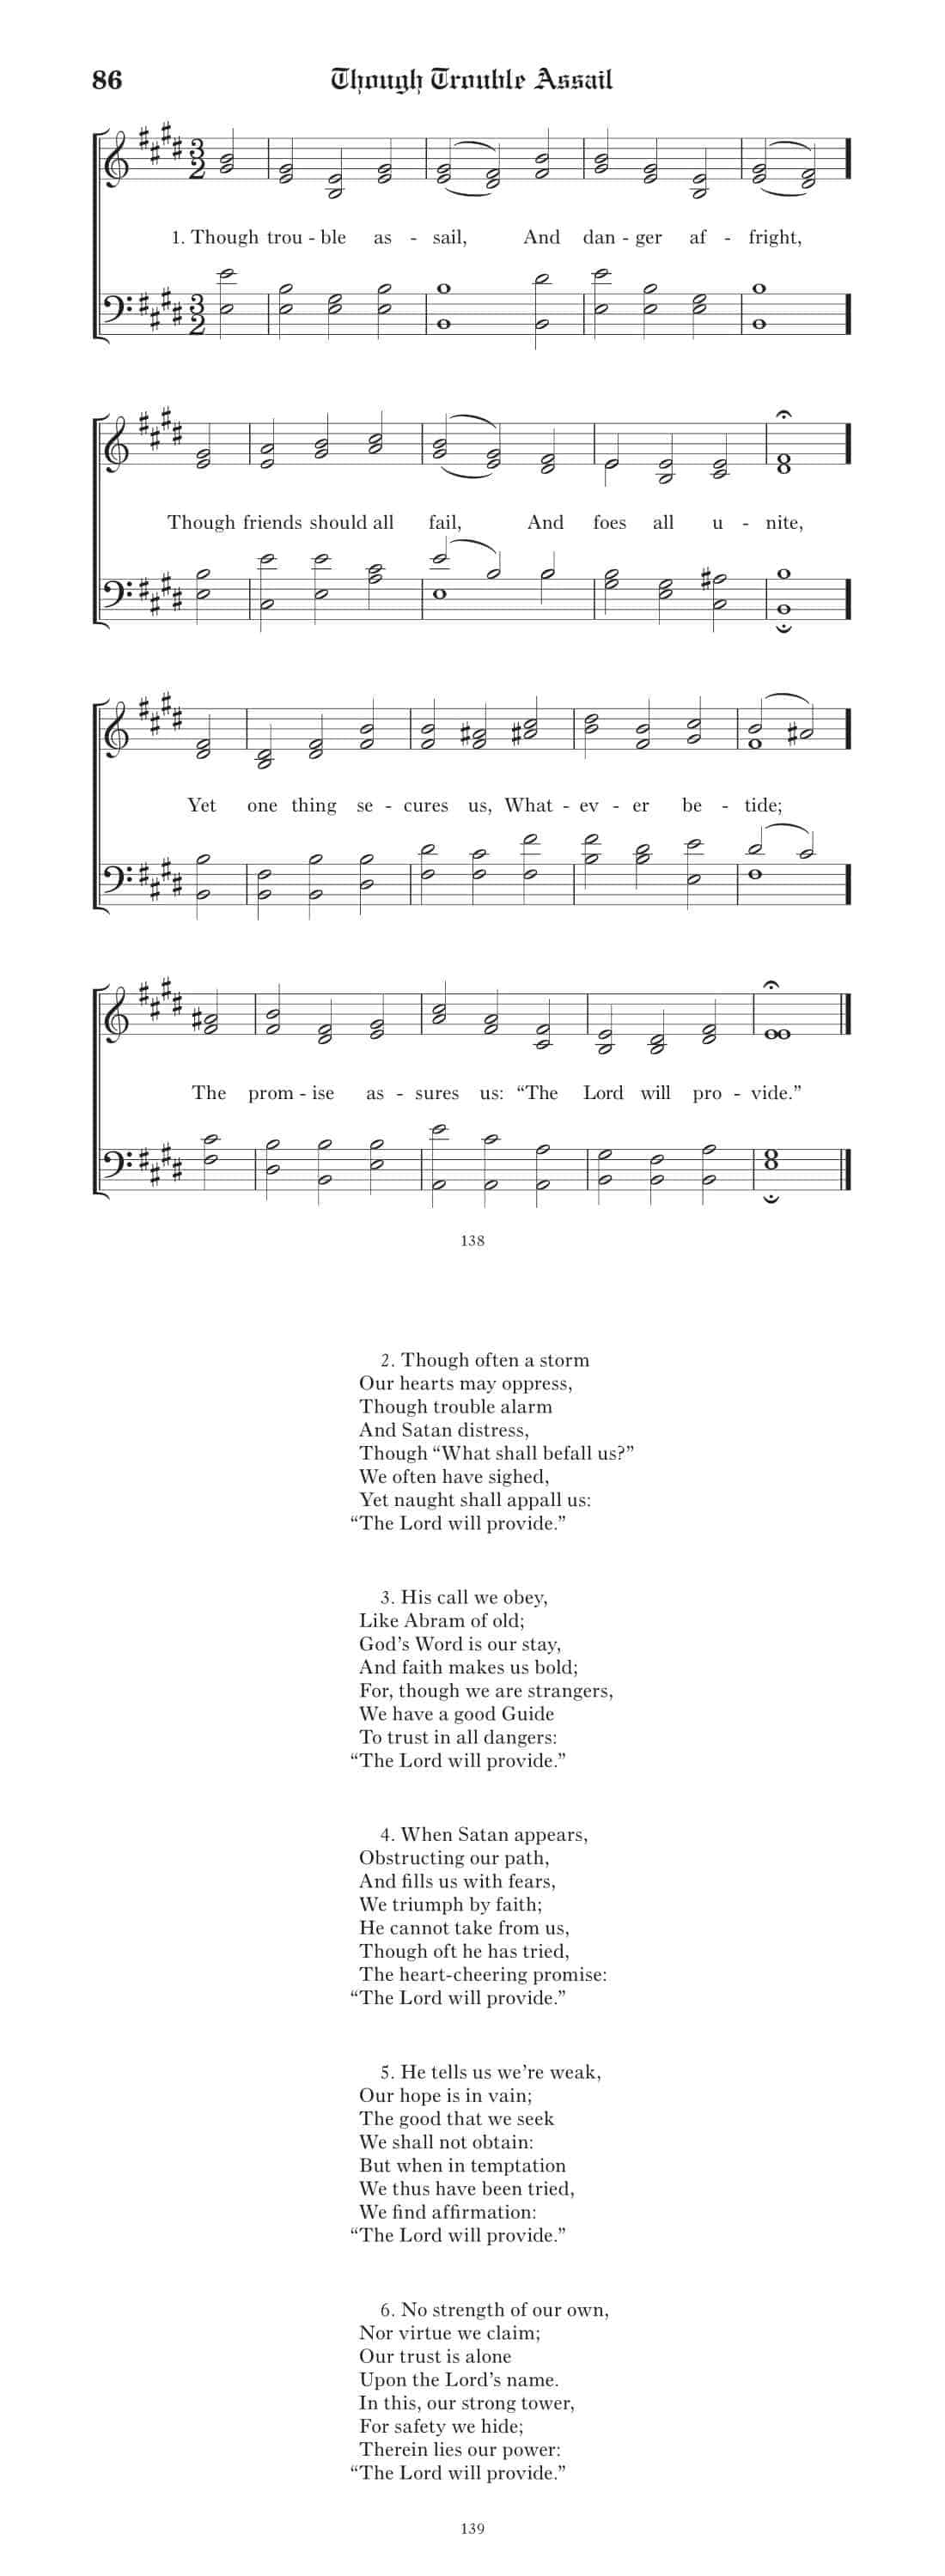 86 Though Trouble Assail
1. Though trou - ble as - sail, And dan - ger af - fright,
Though friends should all fail, And foes all u - nite,
Yet one thing se - cures us, What - ev - er be - tide;
The prom - ise as - sures us: “The Lord will pro - vide.”
138
2. Though often a storm
Our hearts may oppress,
Though trouble alarm
And Satan distress,
Though “What shall befall us?”
We often have sighed,
Yet naught shall appall us:
“The Lord will provide.”
3. His call we obey,
Like Abram of old;
God’s Word is our stay,
And faith makes us bold;
For, though we are strangers,
We have a good Guide
To trust in all dangers:
“The Lord will provide.”
4. When Satan appears,
Obstructing our path,
And fills us with fears,
We triumph by faith;
He cannot take from us,
Though oft he has tried,
The heart-cheering promise:
“The Lord will provide.”
5. He tells us we’re weak,
Our hope is in vain;
The good that we seek
We shall not obtain:
But when in temptation
We thus have been tried,
We find affirmation:
“The Lord will provide.”
6. No strength of our own,
Nor virtue we claim;
Our trust is alone
Upon the Lord’s name.
In this, our strong tower,
For safety we hide;
Therein lies our power:
“The Lord will provide.”
139